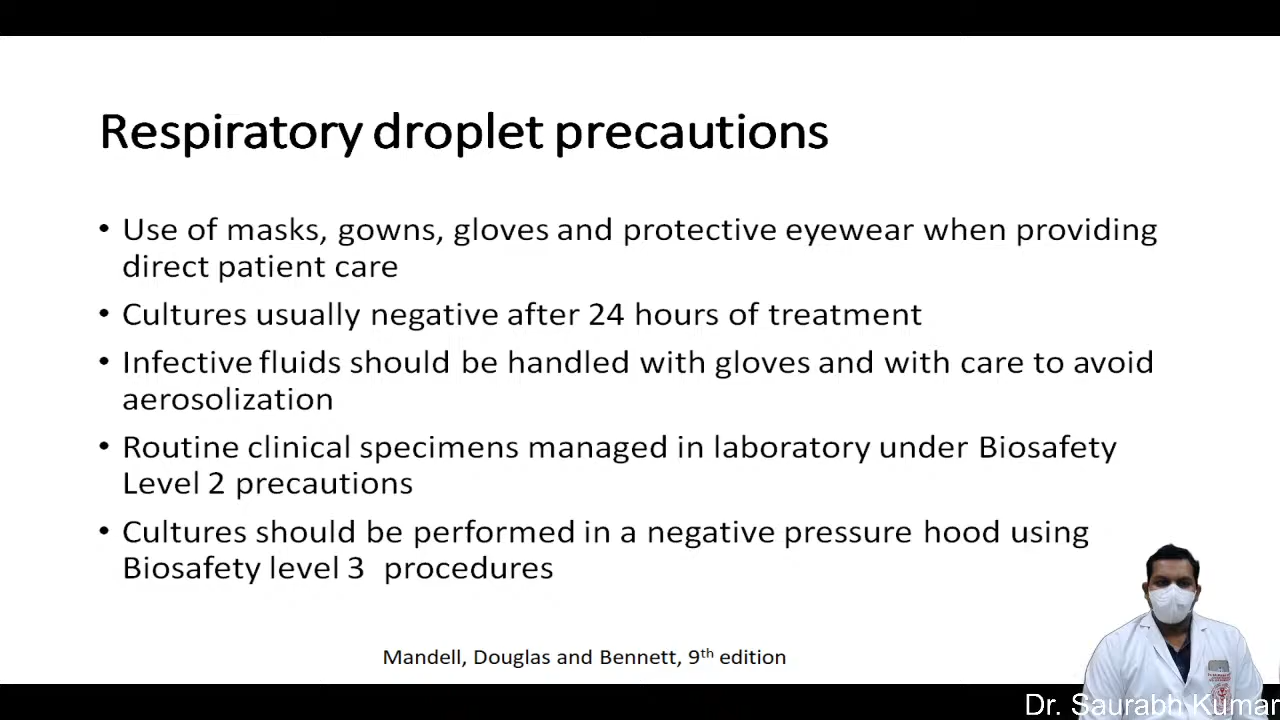 Respiratory droplet precautions
• Use of masks, gowns, gloves and protective eyewear when providing
direct patient care
• Cultures usually negative after 24 hours of treatment
• Infective fluids should be handled with gloves and with care to avoid
aerosolization
• Routine clinical specimens managed in laboratory under Biosafety
Level 2 precautions
• Cultures should be performed in a negative pressure hood using
Biosafety level 3 procedures
Mandell, Douglas and Bennett, 9th edition
Dr. Saurabh Kumar